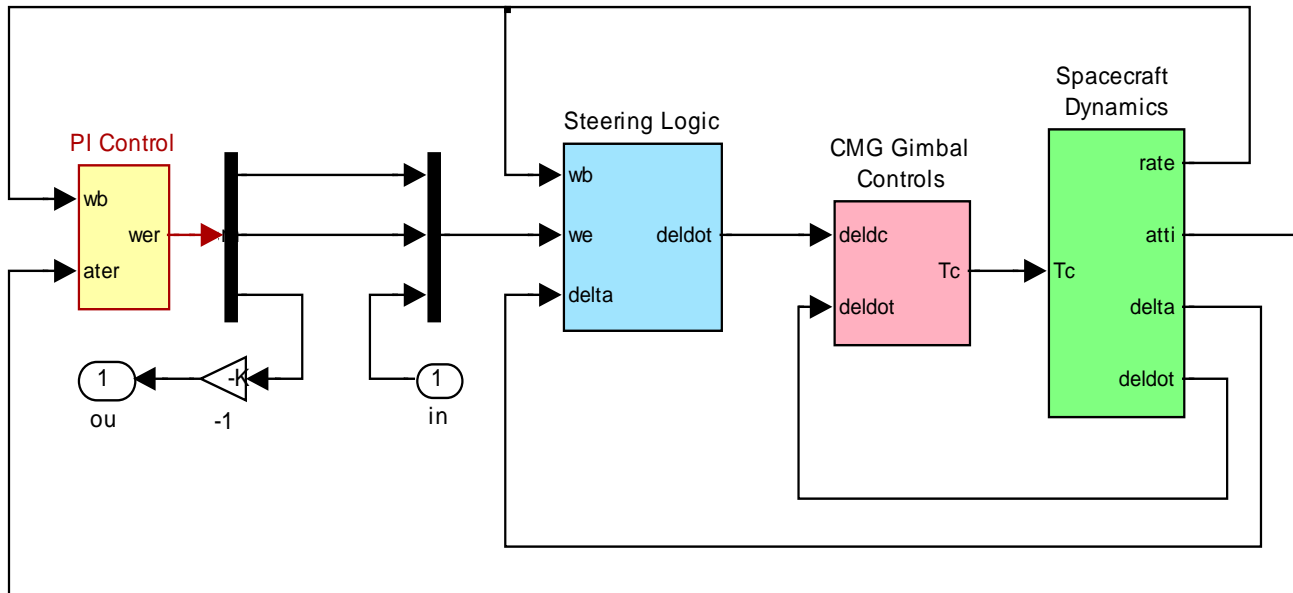 PI Control
wb
ater
wer
1
ou
-K
-1
1
in
Steering Logic
wb
we
delta
deldot
CMG Gimbal
Controls
deldc
deldot
Tc
Spacecraft
Dynamics
Tc
rate
atti
delta
deldot